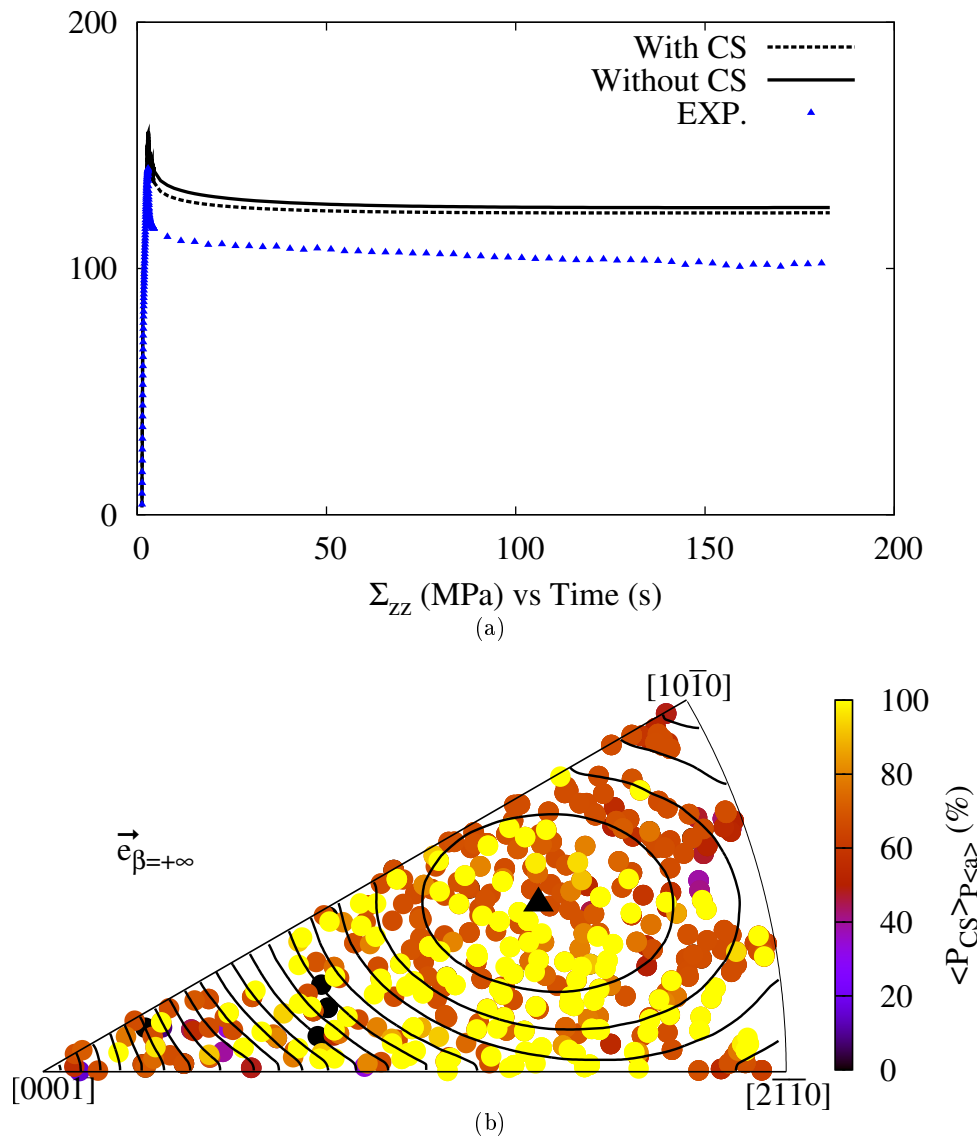 200
With CS
Without CS
EXP.
100
0
0 50 100 150 200
Σzz (MPa) vs Time (s)
(a)
[101̅0]
100
80
e⃗β=+∞
60
40
20
0
<PCS>P<a> (%)
[0001]
[21̅1̅0]
(b)